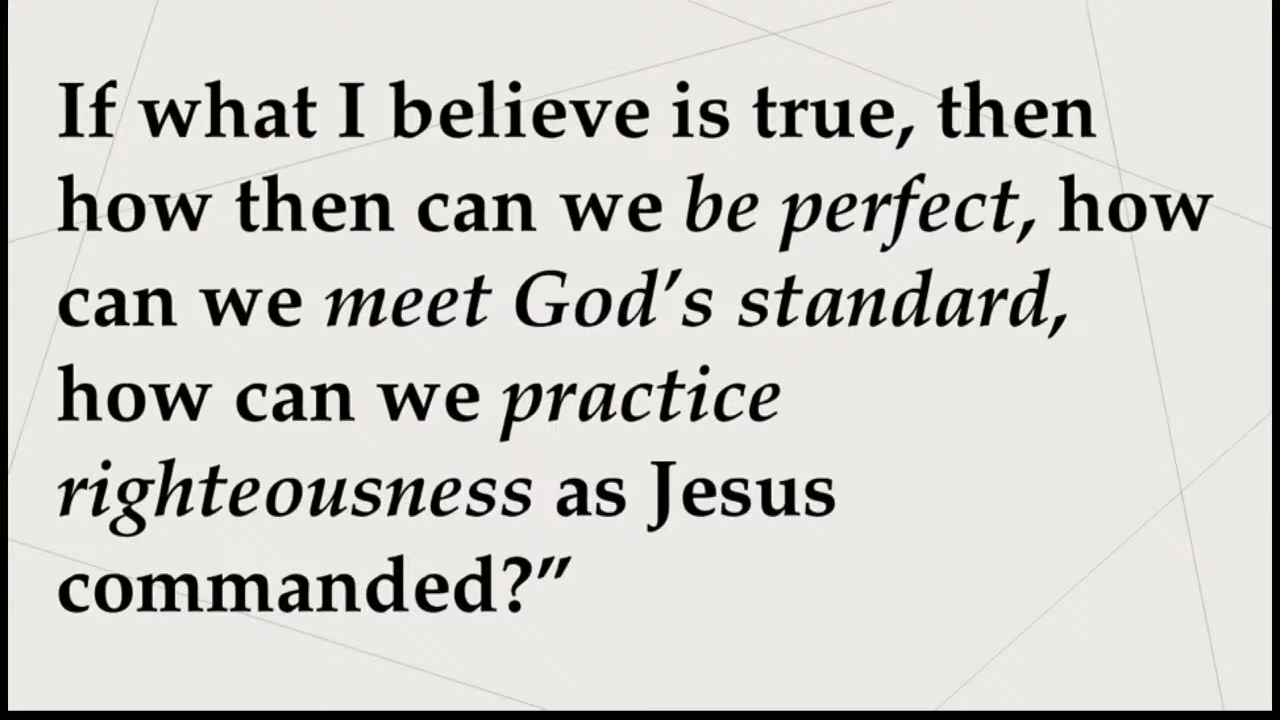 If what I believe is true, then
how then can we be perfect, how
can we meet God’s standard,
how can we practice
righteousness as Jesus
commanded?”